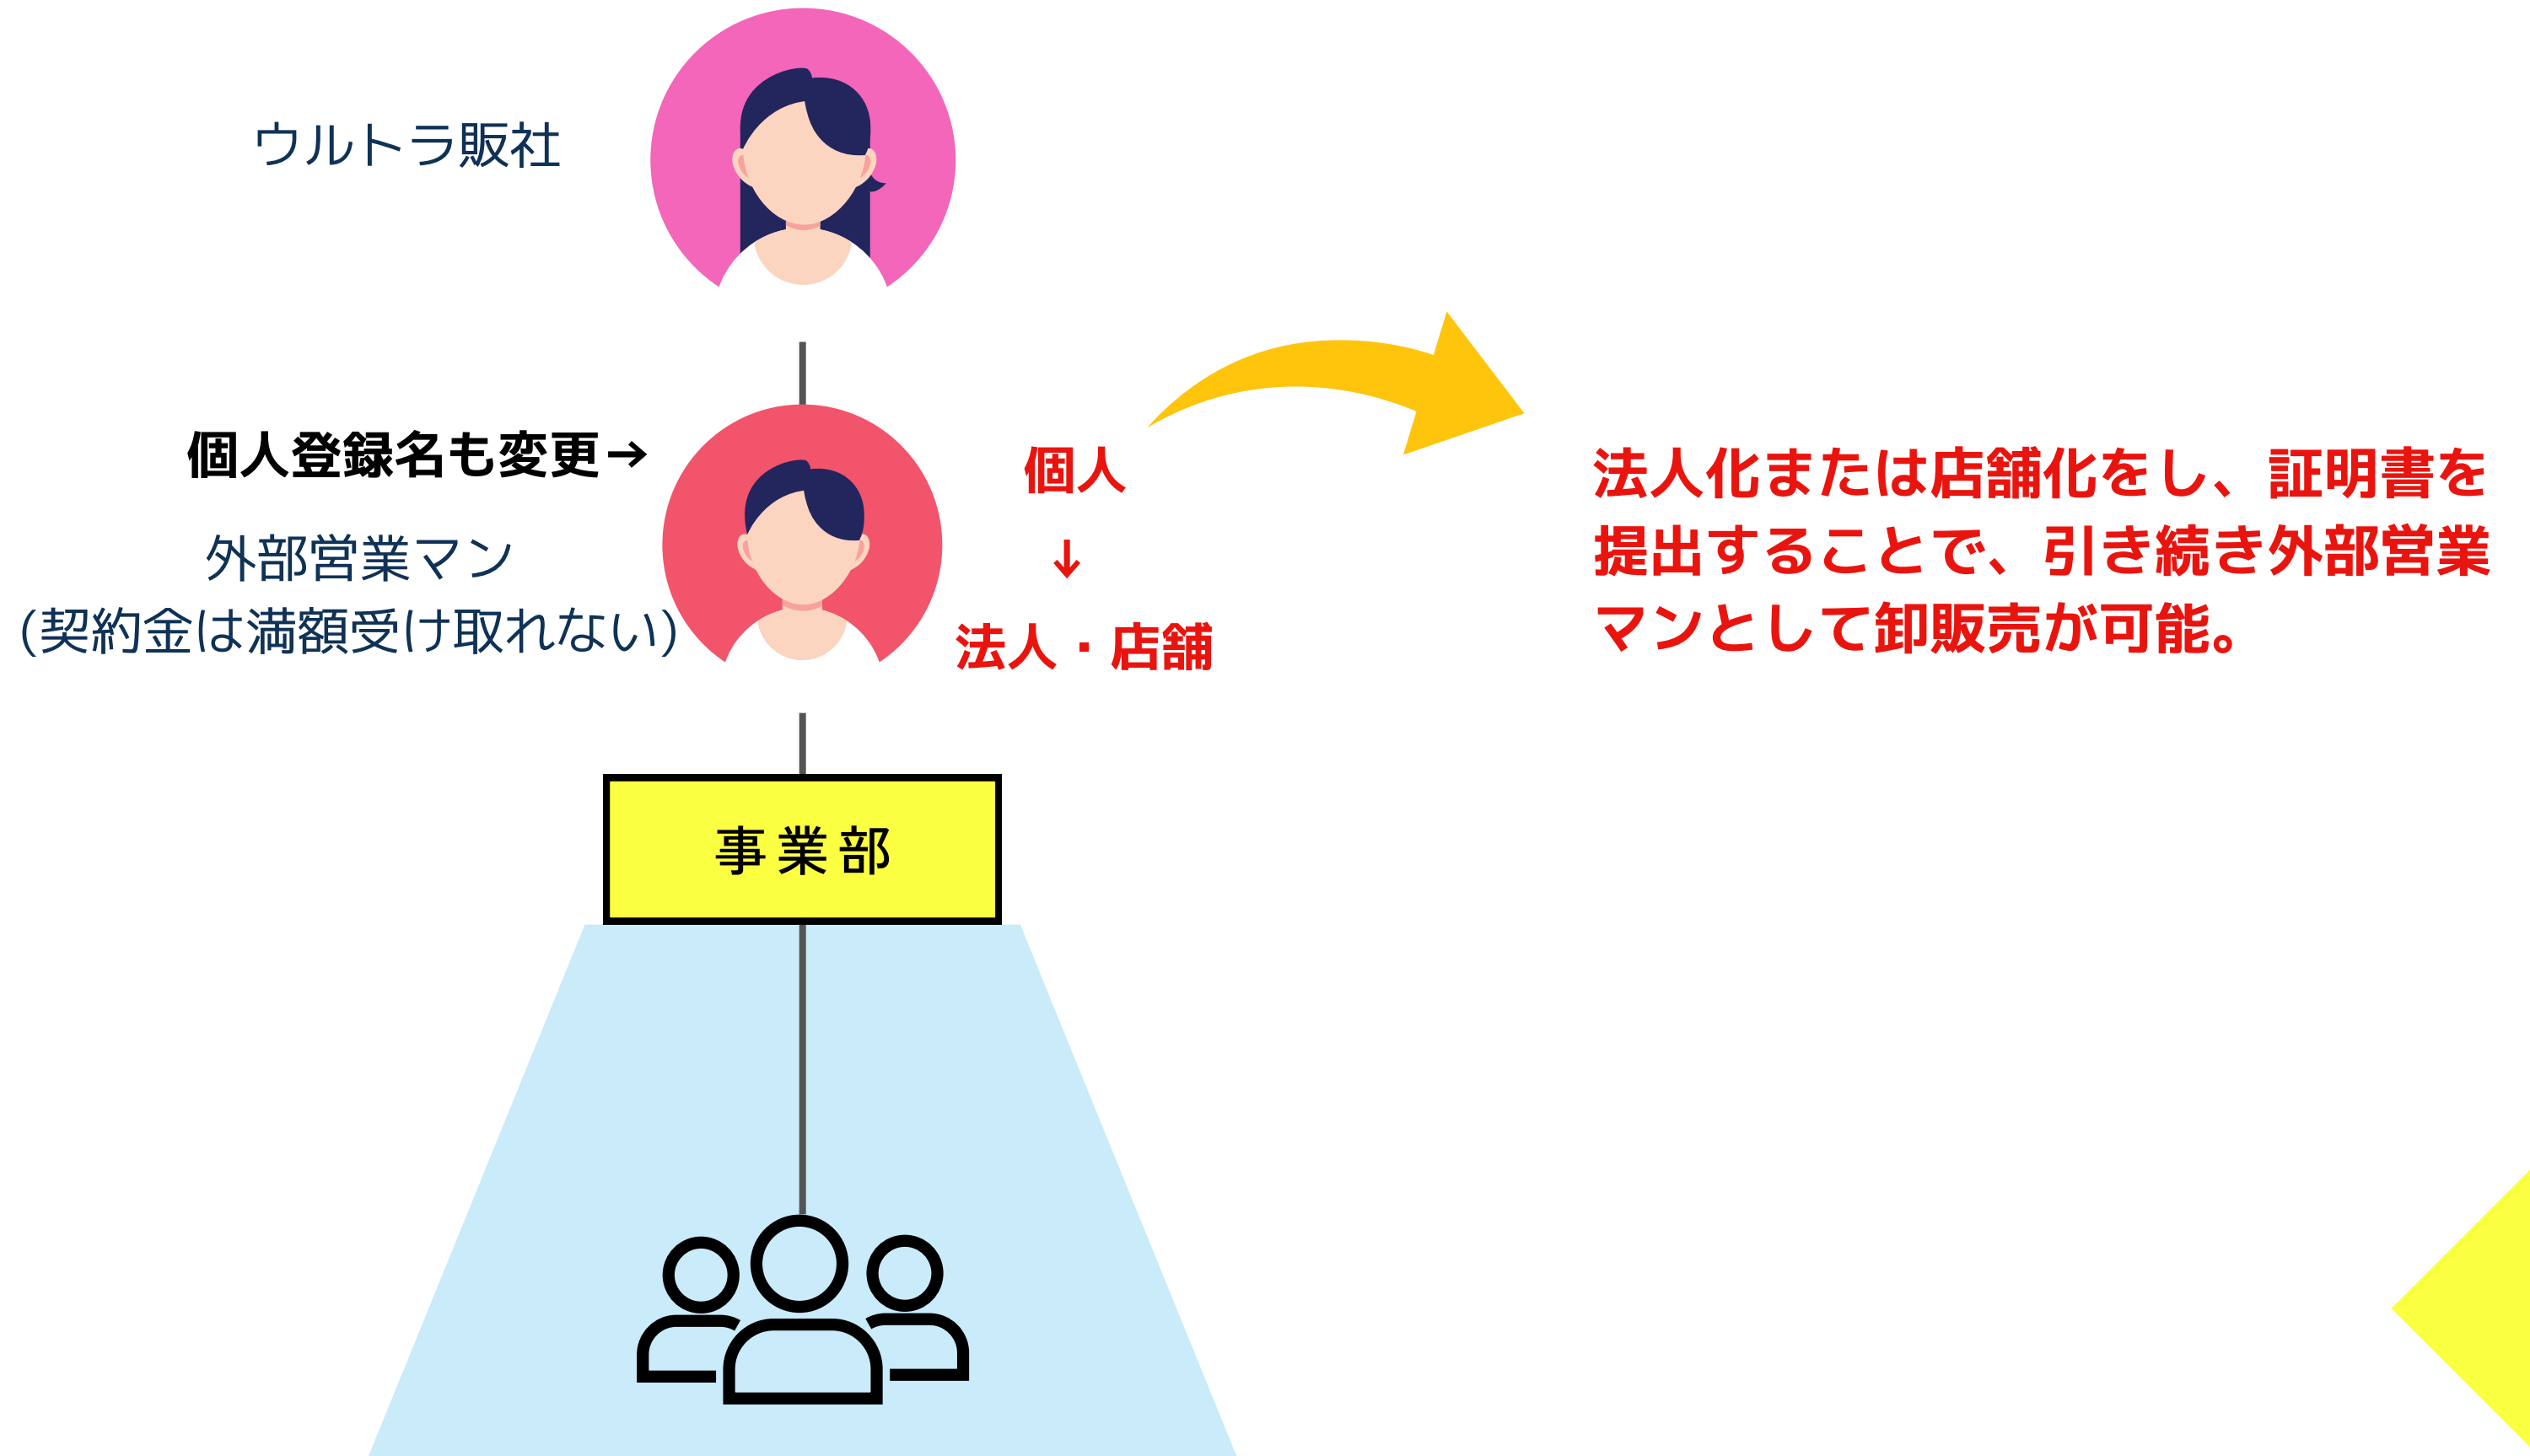 ウルトラ販社
個人登録名も変更→
外部営業マン
(契約金は満額受け取れない)
個人
↓
法人・店舗
法人化または店舗化をし、証明書を
提出することで、引き続き外部営業
マンとして卸販売が可能。
事業部